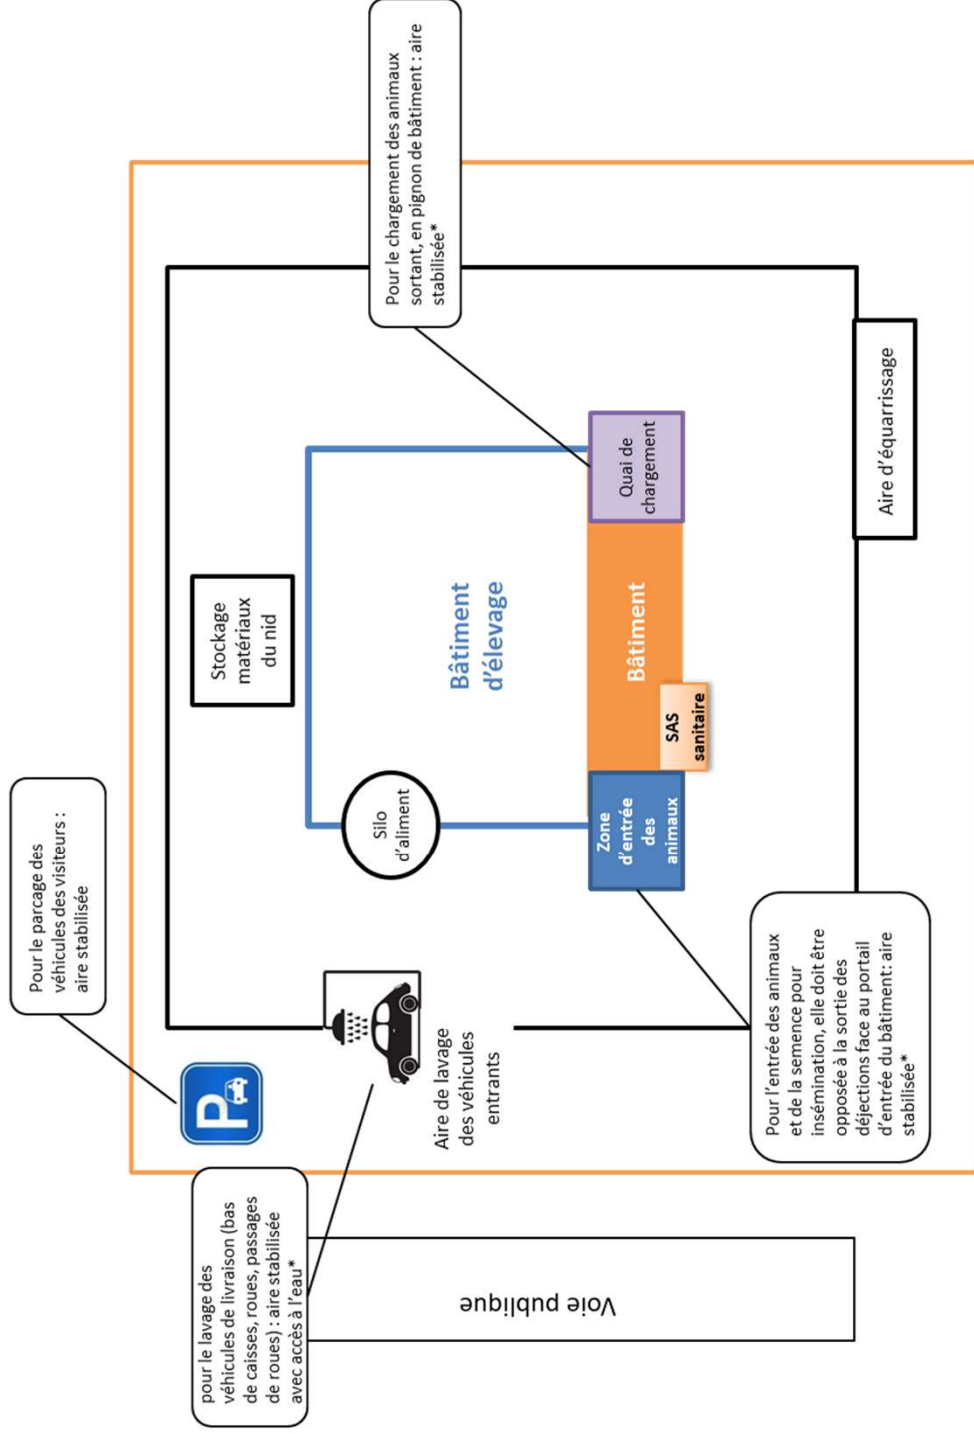 Pour le parcage des
véhicules des visiteurs :
aire stabilisée
Pour le chargement des animaux
sortant, en pignon de bâtiment : aire
stabilisée*
P
Stockage
matériaux
du nid
pour le lavage des
véhicules de livraison (bas
de caisses, roues, passages
de roues) : aire stabilisée
avec accès à l'eau*
Silo
d'aliment
Aire de lavage
des véhicules
entrants
Bâtiment
d'élevage
Voie publique
Zone
d'entrée
des
animaux
Bâtiment
SAS
sanitaire
Quai de
chargement
Pour l'entrée des animaux
et de la semence pour
insémination, elle doit être
opposée à la sortie des
déjections face au portail
d'entrée du bâtiment: aire
stabilisée*
Aire d'équarrissage